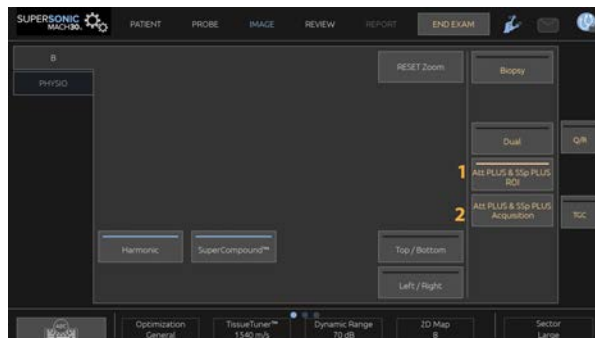 SUPERSONIC
MACH30
PATIENT
PROBE
IMAGE
REVIEW
REPORT
END EXAM
B
PHYSIO
RESET Zoom
Biopsy
Dual
Q/R
1
Att PLUS & SSp PLUS
ROI
2
Att PLUS & SSp PLUS
Acquisition
TGC
Harmonic
SuperCompound™
Top / Bottom
Left / Right
Optimization
General
TissueTuner™
1540 m/s
Dynamic Range
70 dB
2D Map
8
Sector
Large